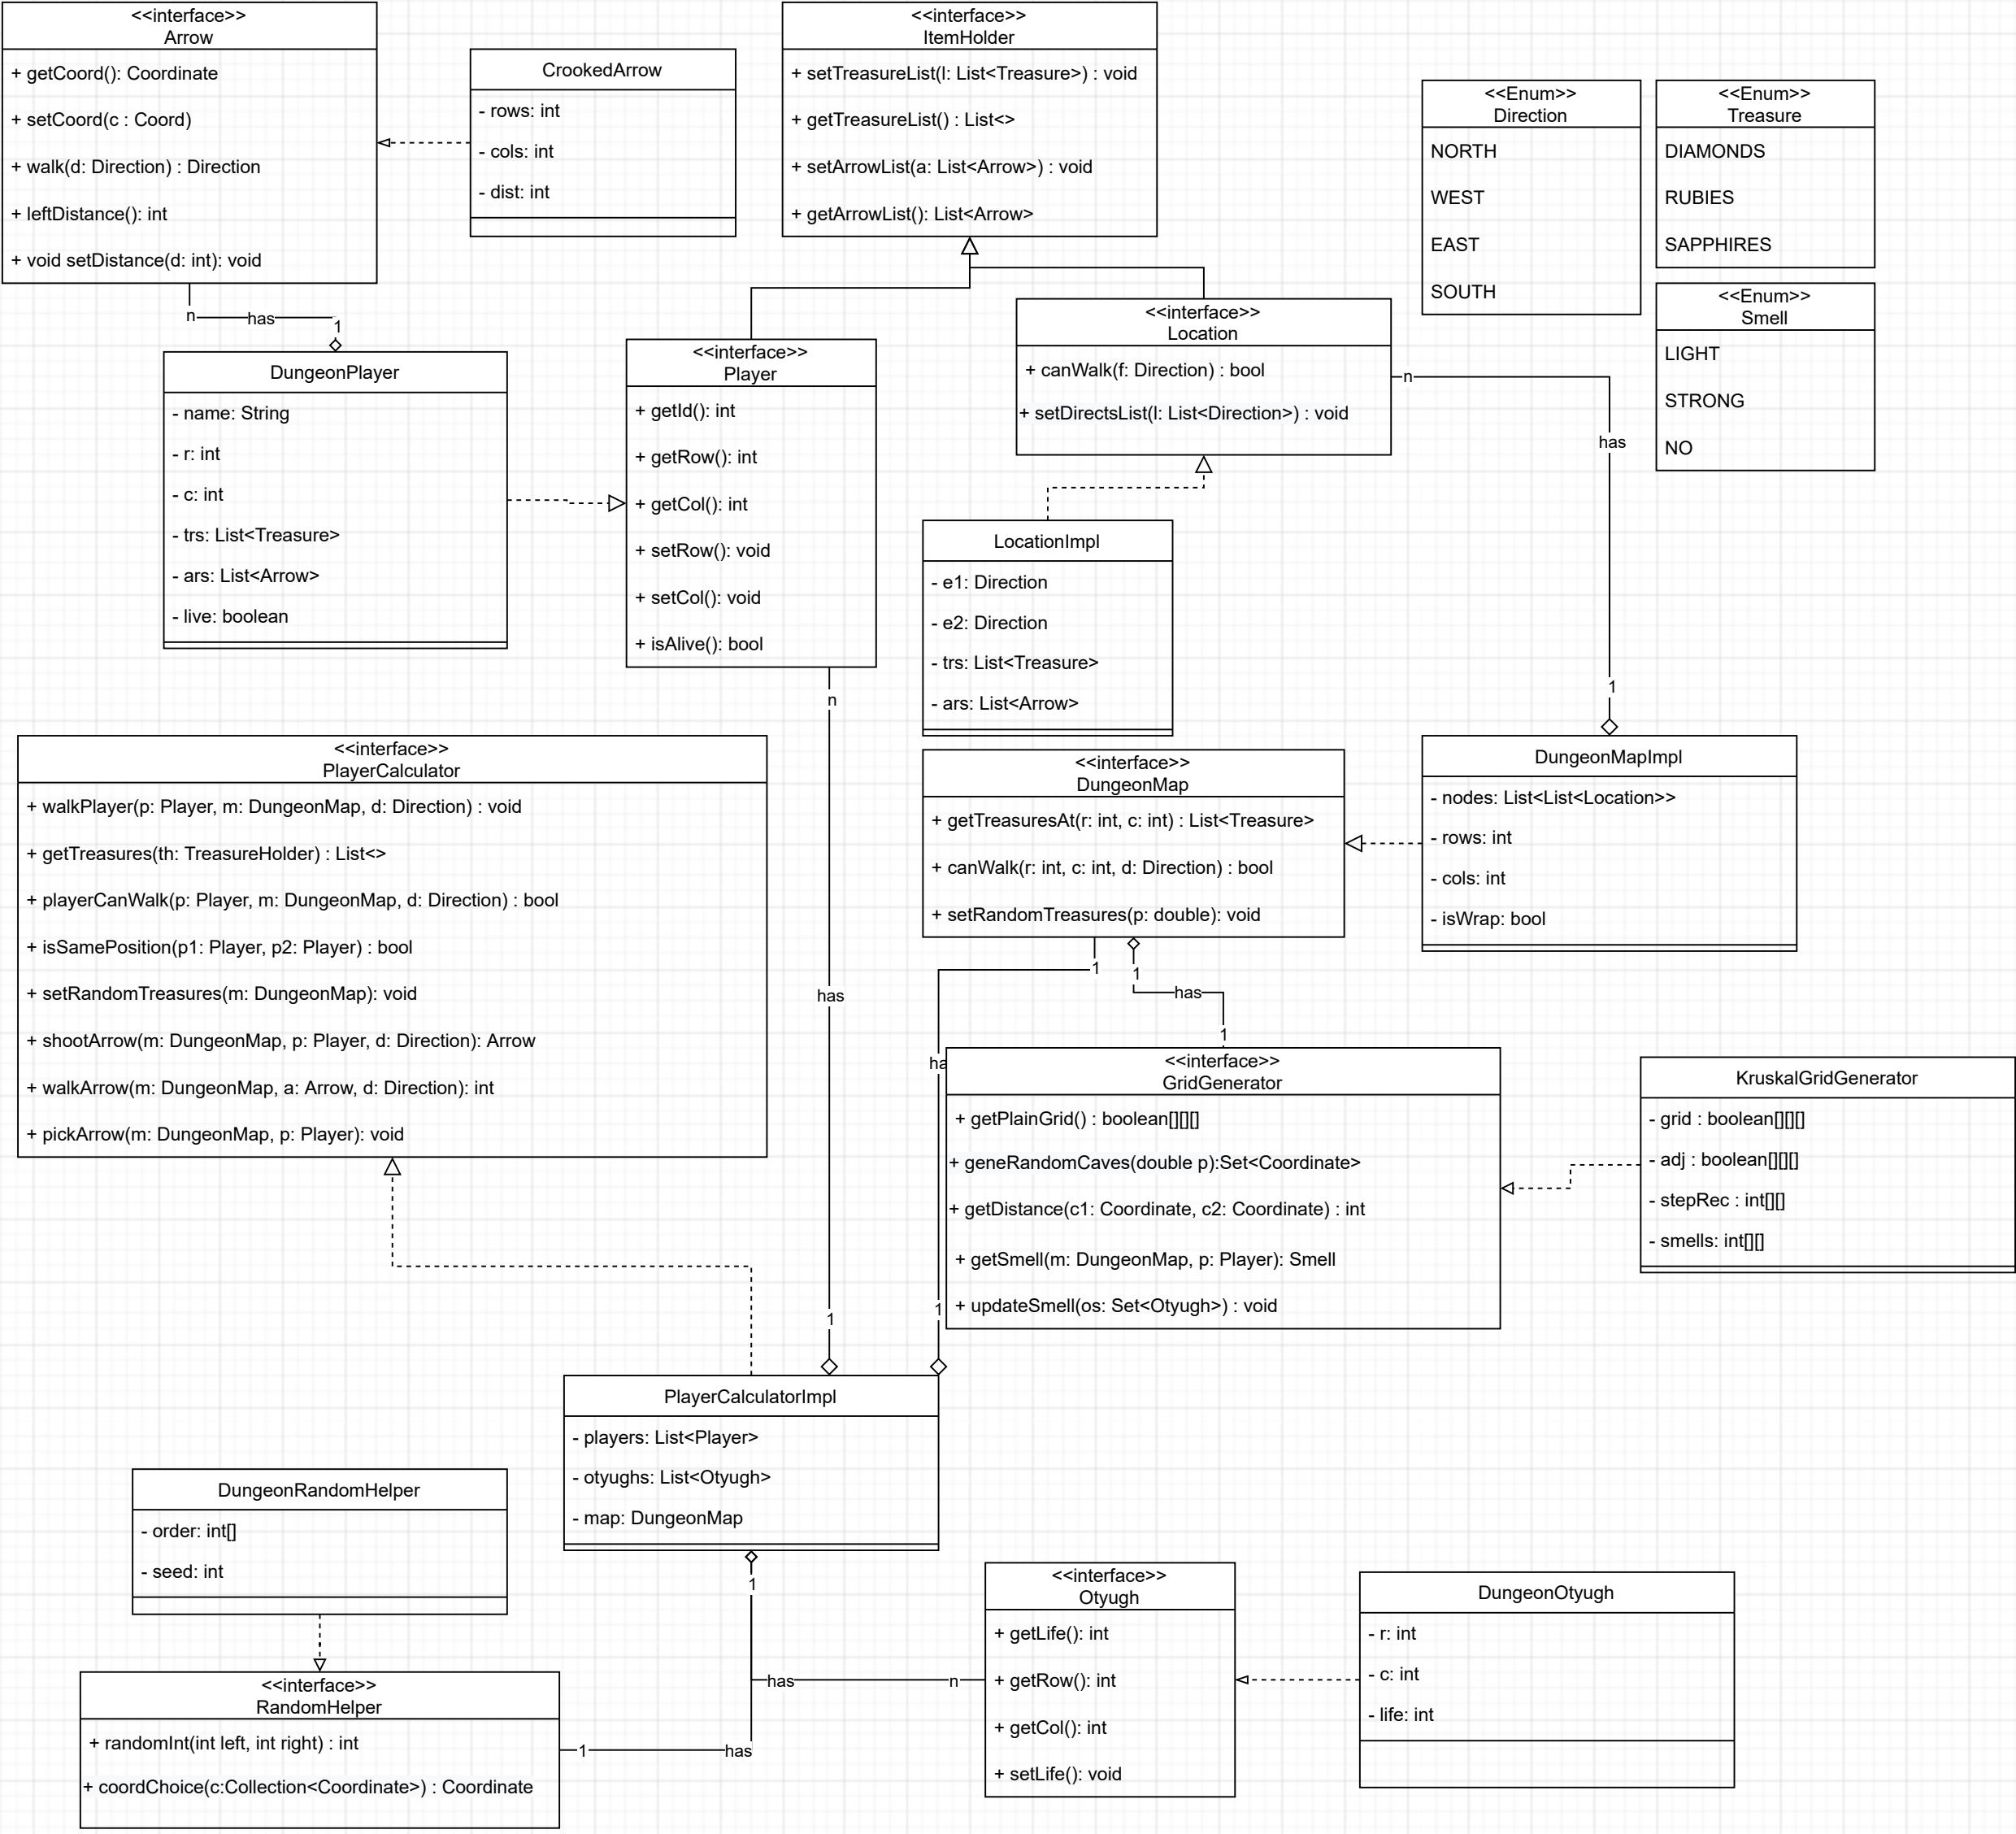 <<interface>>
Arrow
+ getCoord(): Coordinate
+ setCoord(c : Coord)
+ walk(d: Direction) : Direction
+ leftDistance(): int
+ void setDistance(d: int): void
CrookedArrow
- rows: int
- cols: int
- dist: int
<<interface>>
ItemHolder
+ setTreasureList(l: List<Treasure>) : void
+ getTreasureList() : List<>
+ setArrowList(a: List<Arrow>) : void
+ getArrowList(): List<Arrow>
<<Enum>>
Direction
NORTH
WEST
EAST
SOUTH
<<Enum>>
Treasure
DIAMONDS
RUBIES
SAPPHIRES
<<Enum>>
Smell
LIGHT
STRONG
NO
n
has
1
DungeonPlayer
- name: String
- r: int
- c: int
- trs: List<Treasure>
- ars: List<Arrow>
- live: boolean
<<interface>>
Player
+ getId(): int
+ getRow(): int
+ getCol(): int
+ setRow(): void
+ setCol(): void
+ isAlive(): bool
<<interface>>
Location
+ canWalk(f: Direction) : bool
+ setDirectsList(l: List<Direction>) : void
n
has
1
LocationImpl
- e1: Direction
- e2: Direction
- trs: List<Treasure>
- ars: List<Arrow>
n
has
1
<<interface>>
PlayerCalculator
+ walkPlayer(p: Player, m: DungeonMap, d: Direction) : void
+ getTreasures(th: TreasureHolder) : List<>
+ playerCanWalk(p: Player, m: DungeonMap, d: Direction) : bool
+ isSamePosition(p1: Player, p2: Player) : bool
+ setRandomTreasures(m: DungeonMap): void
+ shootArrow(m: DungeonMap, p: Player, d: Direction): Arrow
+ walkArrow(m: DungeonMap, a: Arrow, d: Direction): int
+ pickArrow(m: DungeonMap, p: Player): void
<<interface>>
DungeonMap
+ getTreasuresAt(r: int, c: int) : List<Treasure>
+ canWalk(r: int, c: int, d: Direction) : bool
+ setRandomTreasures(p: double): void
DungeonMapImpl
- nodes: List<List<Location>>
- rows: int
- cols: int
- isWrap: bool
1
ha
1
1
has
1
<<interface>>
GridGenerator
+ getPlainGrid() : boolean[][][]
+ geneRandomCaves(double p):Set<Coordinate>
+ getDistance(c1: Coordinate, c2: Coordinate) : int
+ getSmell(m: DungeonMap, p: Player): Smell
+ updateSmell(os: Set<Otyugh>) : void
KruskalGridGenerator
- grid : boolean[][][]
- adj : boolean[][][]
- stepRec : int[][]
- smells: int[][]
PlayerCalculatorImpl
- players: List<Player>
- otyughs: List<Otyugh>
- map: DungeonMap
DungeonRandomHelper
- order: int[]
- seed: int
<<interface>>
RandomHelper
+ randomInt(int left, int right) : int
+ coordChoice(c:Collection<Coordinate>) : Coordinate
1
has
n
1
has
<<interface>>
Otyugh
+ getLife(): int
+ getRow(): int
+ getCol(): int
+ setLife(): void
DungeonOtyugh
- r: int
- c: int
- life: int